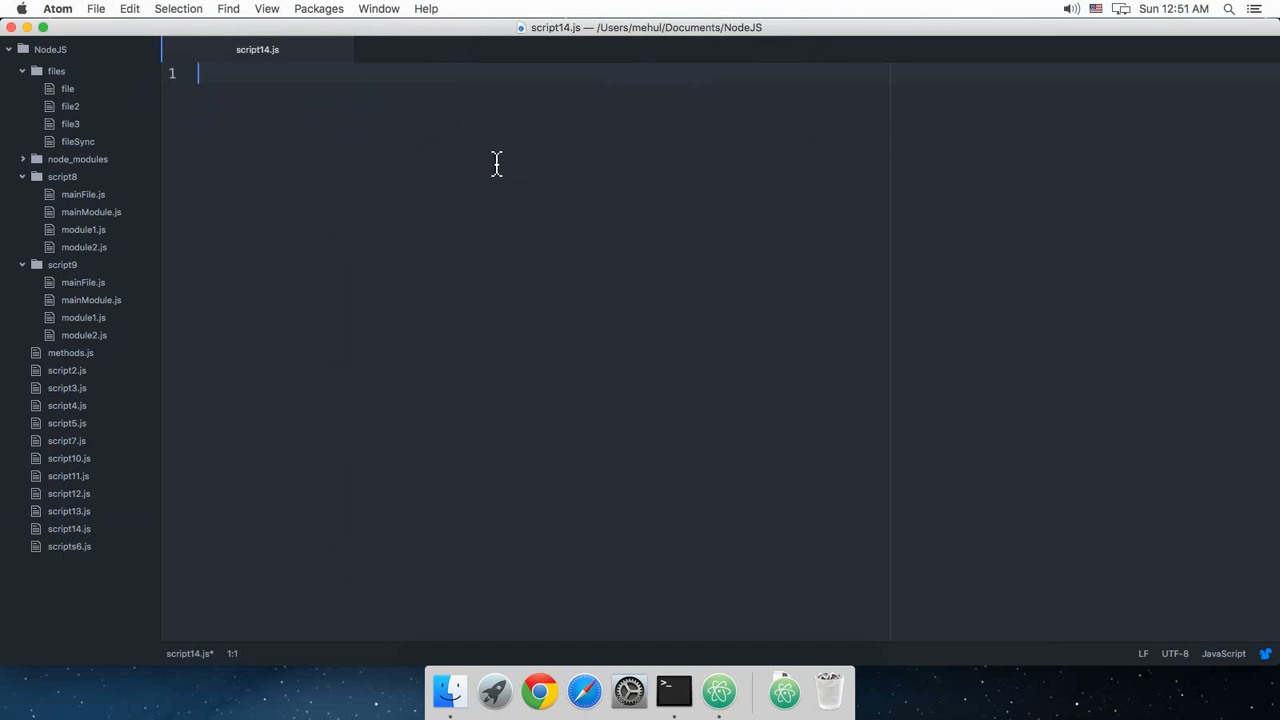 Atom File Edit Selection Find View Packages Window Help Sun 12:51 AM
script14.js — /Users/mehul/Documents/NodeJS
NodeJS
script14.js
1
files
file
file2
file3
fileSync
node_modules
script8
mainFile.js
mainModule.js
module1.js
module2.js
script9
mainFile.js
mainModule.js
module1.js
module2.js
methods.js
script2.js
script3.js
script4.js
script5.js
script7.js
script10.js
script11.js
script12.js
script13.js
script14.js
scripts6.js
script14.js* 1:1 LF UTF-8 JavaScript
>_